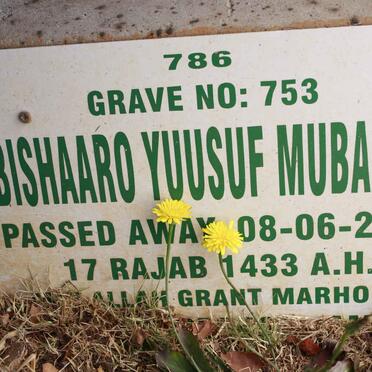 786
GRAVE NO: 753
BISHAARO YUUSUF MUBA
PASSED AWAY 08-06-2
17 RAJAB 1433 A.H.
ALLAH GRANT MARHO